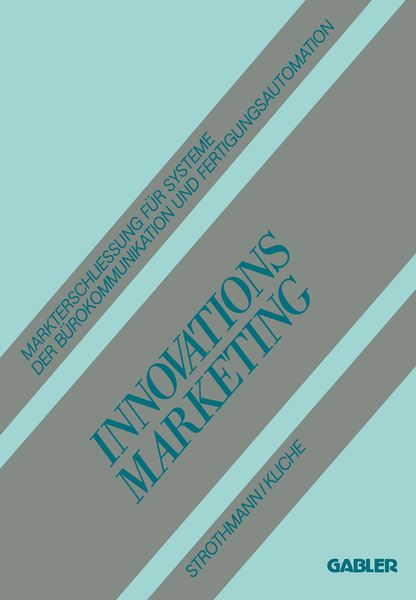 MARKTERSCHLIESSUNG FÜR SYSTEME
DER BÜROKOMMUNIKATION UND FERTIGUNGSAUTOMATION
INNOVATIONS
MARKETING
STROTHMANN/KLICHE
GABLER